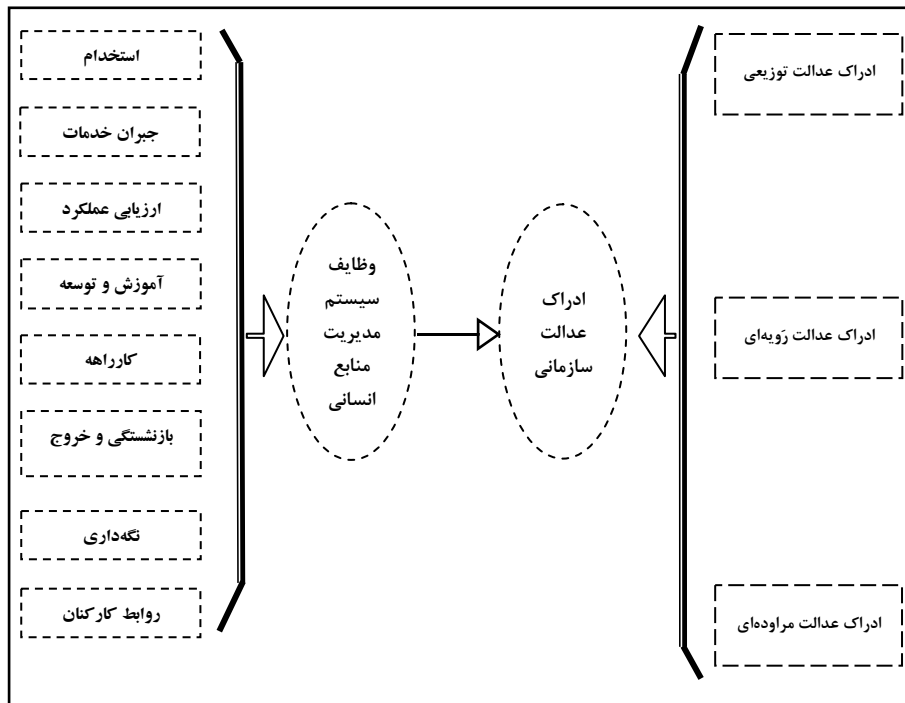 استخدام
جبران خدمات
ارزیابی عملکرد
آموزش و توسعه
کارراهه
بازنشستگی و خروج
نگه‌داری
روابط کارکنان
وظایف
سیستم
مدیریت
منابع
انسانی
ادراک
عدالت
سازمانی
ادراک عدالت توزیعی
ادراک عدالت رَویه‌ای
ادراک عدالت مراوده‌ای